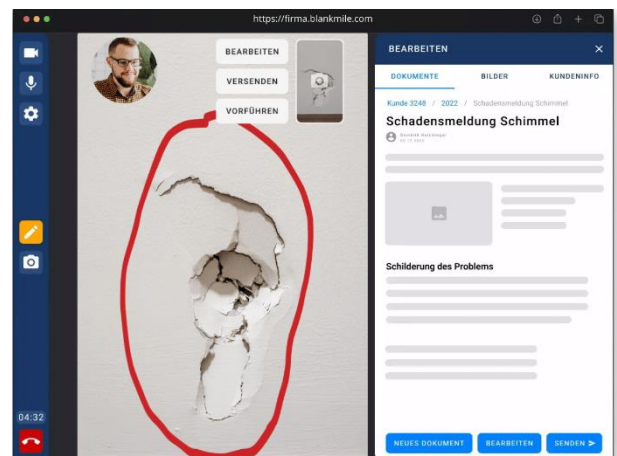 https://firma.blankmile.com
BEARBEITEN
VERSENDEN
VORFÜHREN
04:32
BEARBEITEN
DOKUMENTE BILDER KUNDENINFO
Kunde 3248 / 2022 / Schadensmeldung Schimmel
Schadensmeldung Schimmel
Schilderung des Problems
NEUES DOKUMENT BEARBEITEN SENDEN